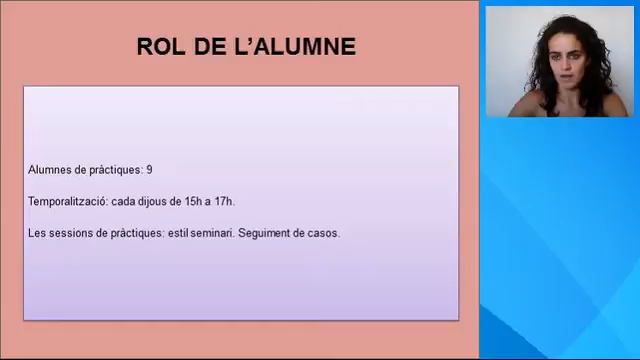 ROL DE L’ALUMNE
Alumnes de pràctiques: 9
Temporalització: cada dijous de 15h a 17h.
Les sessions de pràctiques: estil seminari. Seguiment de casos.